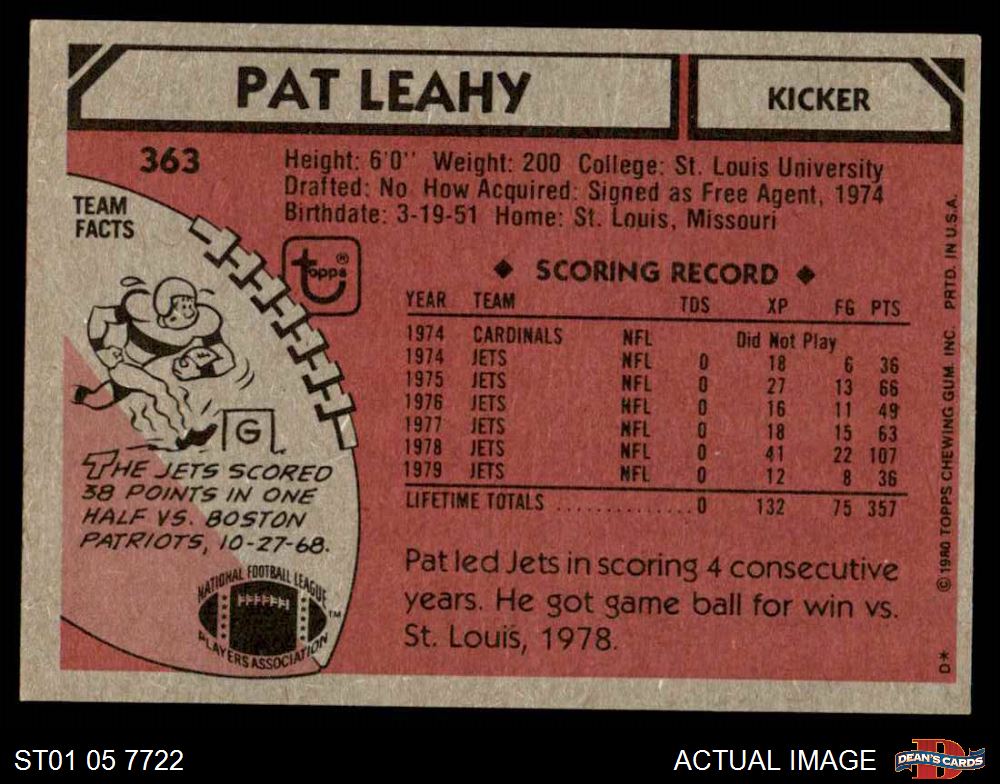 PAT LEAHY
KICKER
363
Height: 6'0'' Weight: 200 College: St. Louis University
Drafted: No How Acquired: Signed as Free Agent, 1974
Birthdate: 3-19-51 Home: St. Louis, Missouri
TEAM
FACTS
topps ®
◆ SCORING RECORD ◆
YEAR TEAM TDS XP FG PTS
1974 CARDINALS NFL Did Not Play
1974 JETS NFL 0 18 6 36
1975 JETS NFL 0 27 13 66
1976 JETS NFL 0 16 11 49
1977 JETS NFL 0 18 15 63
1978 JETS NFL 0 41 22 107
1979 JETS NFL 0 12 8 36
LIFETIME TOTALS ............. 0 132 75 357
G
THE JETS SCORED
38 POINTS IN ONE
HALF VS. BOSTON
PATRIOTS, 10-27-68.
NATIONAL FOOTBALL LEAGUE
PLAYERS ASSOCIATION
TM
Pat led Jets in scoring 4 consecutive
years. He got game ball for win vs.
St. Louis, 1978.
© 1980 TOPPS CHEWING GUM. INC. PRTD. IN U.S.A.
D*
ST01 05 7722
ACTUAL IMAGE
D
DEAN'S CARDS